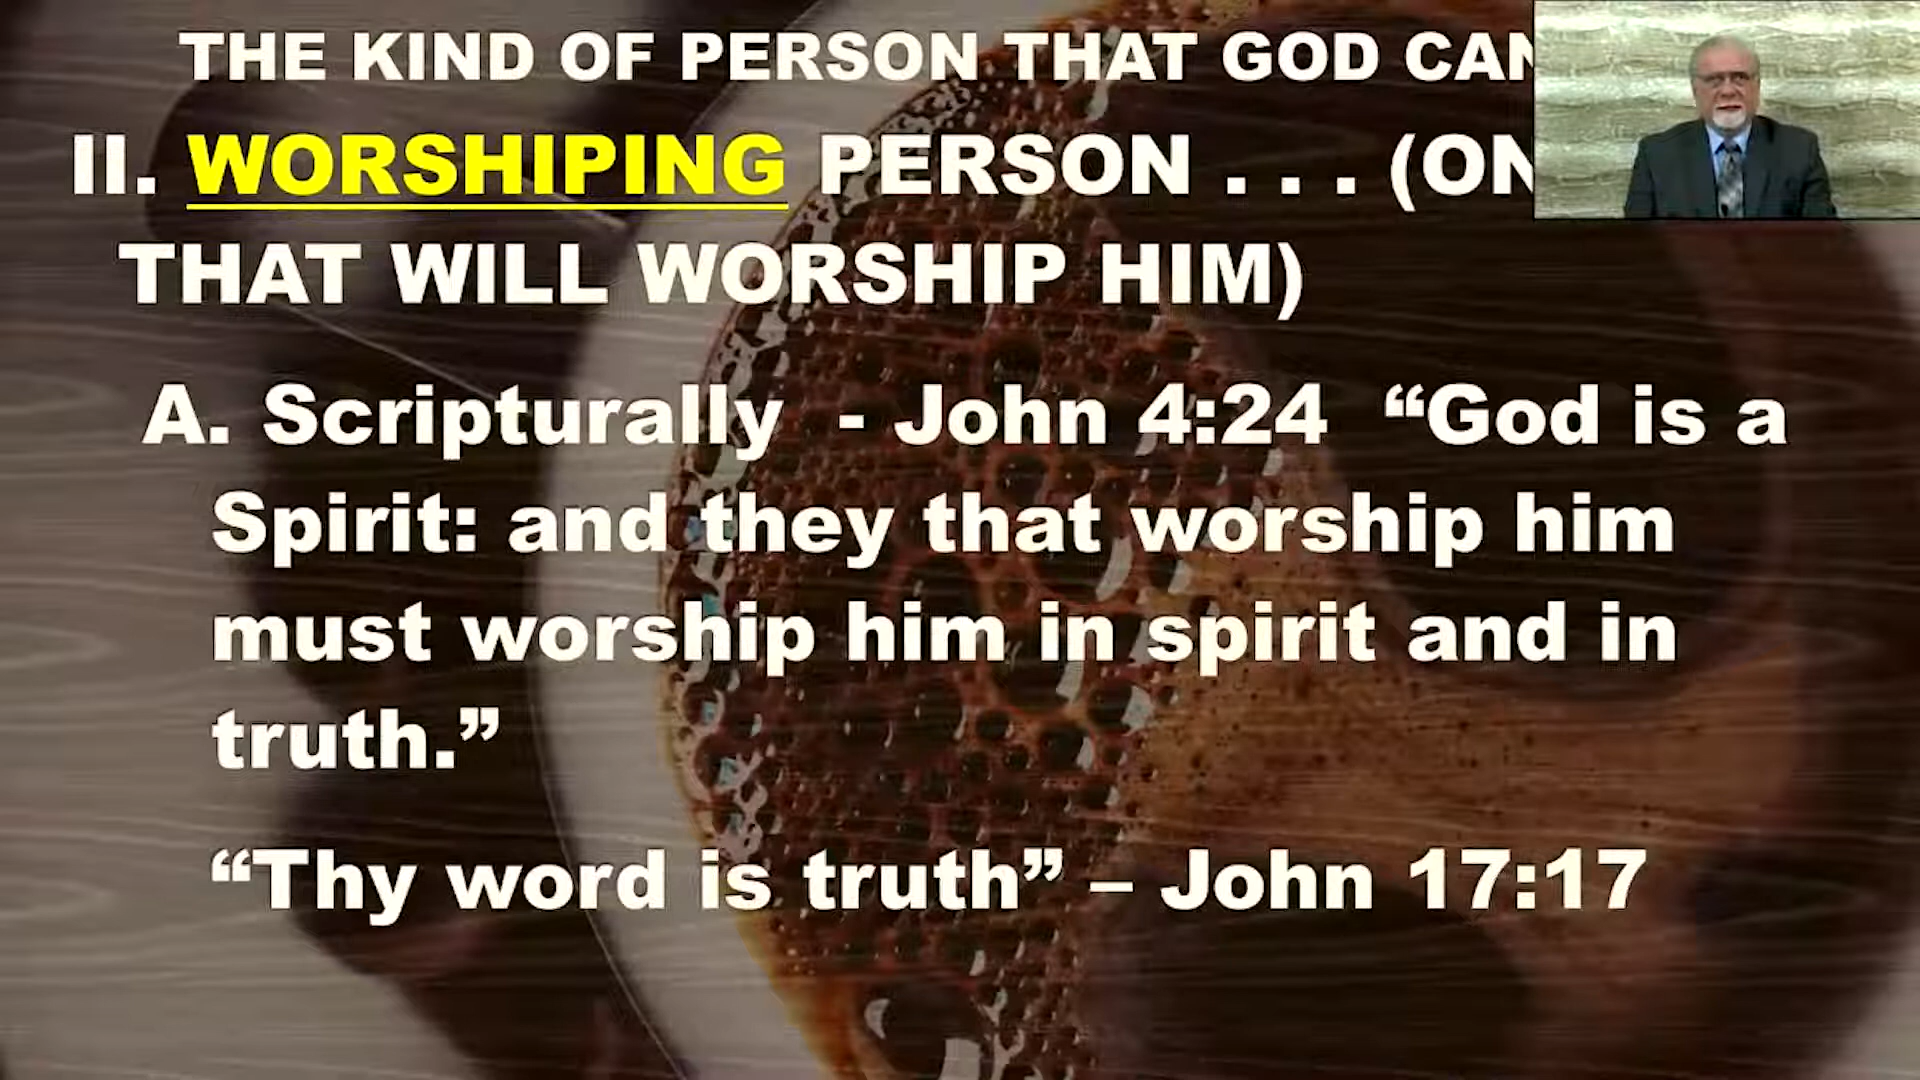 THE KIND OF PERSON THAT GOD CAN
II. WORSHIPING PERSON . . . (ON
THAT WILL WORSHIP HIM)
A. Scripturally - John 4:24 “God is a
Spirit: and they that worship him
must worship him in spirit and in
truth.”
“Thy word is truth” – John 17:17